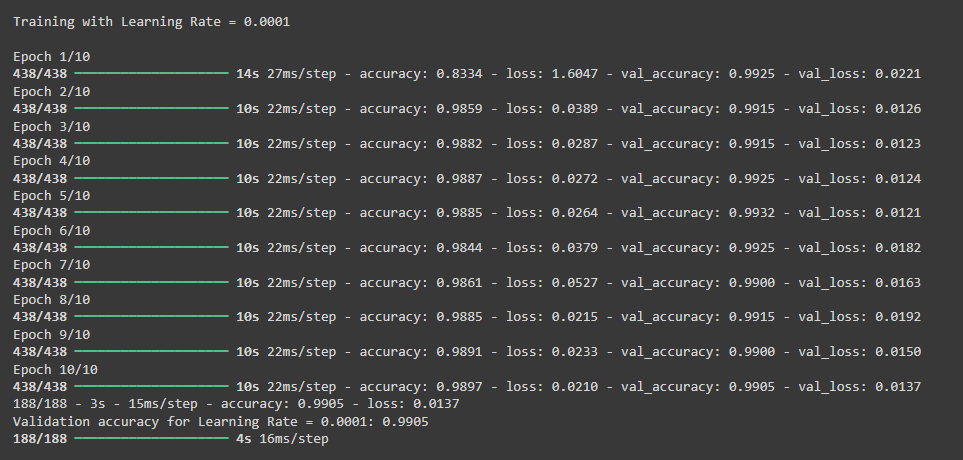 Training with Learning Rate = 0.0001
Epoch 1/10
438/438 ━━━━━━━━━━━━━━━━━━━━ 14s 27ms/step - accuracy: 0.8334 - loss: 1.6047 - val_accuracy: 0.9925 - val_loss: 0.0221
Epoch 2/10
438/438 ━━━━━━━━━━━━━━━━━━━━ 10s 22ms/step - accuracy: 0.9859 - loss: 0.0389 - val_accuracy: 0.9915 - val_loss: 0.0126
Epoch 3/10
438/438 ━━━━━━━━━━━━━━━━━━━━ 10s 22ms/step - accuracy: 0.9882 - loss: 0.0287 - val_accuracy: 0.9915 - val_loss: 0.0123
Epoch 4/10
438/438 ━━━━━━━━━━━━━━━━━━━━ 10s 22ms/step - accuracy: 0.9887 - loss: 0.0272 - val_accuracy: 0.9925 - val_loss: 0.0124
Epoch 5/10
438/438 ━━━━━━━━━━━━━━━━━━━━ 10s 22ms/step - accuracy: 0.9885 - loss: 0.0264 - val_accuracy: 0.9932 - val_loss: 0.0121
Epoch 6/10
438/438 ━━━━━━━━━━━━━━━━━━━━ 10s 22ms/step - accuracy: 0.9844 - loss: 0.0379 - val_accuracy: 0.9925 - val_loss: 0.0182
Epoch 7/10
438/438 ━━━━━━━━━━━━━━━━━━━━ 10s 22ms/step - accuracy: 0.9861 - loss: 0.0527 - val_accuracy: 0.9900 - val_loss: 0.0163
Epoch 8/10
438/438 ━━━━━━━━━━━━━━━━━━━━ 10s 22ms/step - accuracy: 0.9885 - loss: 0.0215 - val_accuracy: 0.9915 - val_loss: 0.0192
Epoch 9/10
438/438 ━━━━━━━━━━━━━━━━━━━━ 10s 22ms/step - accuracy: 0.9891 - loss: 0.0233 - val_accuracy: 0.9900 - val_loss: 0.0150
Epoch 10/10
438/438 ━━━━━━━━━━━━━━━━━━━━ 10s 22ms/step - accuracy: 0.9897 - loss: 0.0210 - val_accuracy: 0.9905 - val_loss: 0.0137
188/188 - 3s - 15ms/step - accuracy: 0.9905 - loss: 0.0137
Validation accuracy for Learning Rate = 0.0001: 0.9905
188/188 ━━━━━━━━━━━━━━━━━━━━ 4s 16ms/step